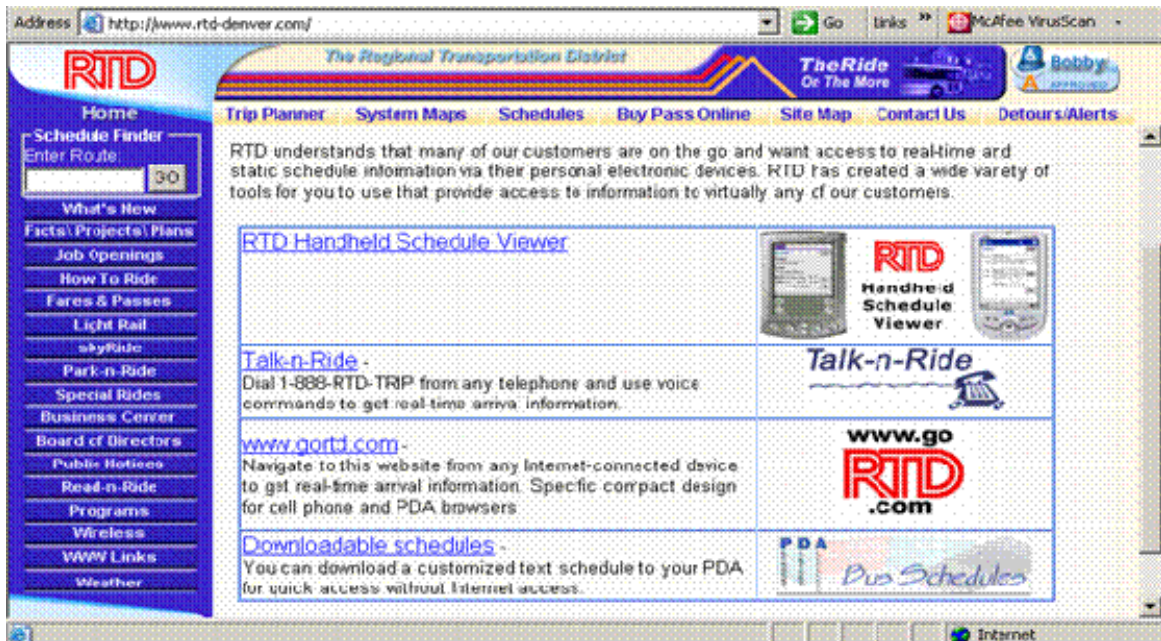 Address http://www.rtd-denver.com/ Go Links » McAfee VirusScan
RTD
The Regional Transportation District
TheRide
Or The More
Bobby
A APPROVED
Home
Trip Planner System Maps Schedules Buy Pass Online Site Map Contact Us Detours/Alerts
Schedule Finder
Enter Route
GO
What's New
Facts\Projects\Plans
Job Openings
How To Ride
Fares & Passes
Light Rail
skyRide
Park-n-Ride
Special Rides
Business Center
Board of Directors
Public Notices
Read-n-Ride
Programs
Wireless
WWW Links
Weather
RTD understands that many of our customers are on the go and want access to real-time and
static schedule information via their personal electronic devices. RTD has created a wide variety of
tools for you to use that provide access to information to virtually any of our customers.
RTD Handheld Schedule Viewer
RTD
Handheld
Schedule
Viewer
Talk-n-Ride -
Dial 1-888-RTD-TRIP from any telephone and use voice
commands to get real-time arrival information.
Talk-n-Ride
www.gortd.com -
Navigate to this website from any Internet-connected device
to get real-time arrival information. Specific compact design
for cell phone and PDA browsers
www.go
RTD
.com
Downloadable schedules -
You can download a customized text schedule to your PDA
for quick access without Internet access.
PDA
Bus Schedules
Internet